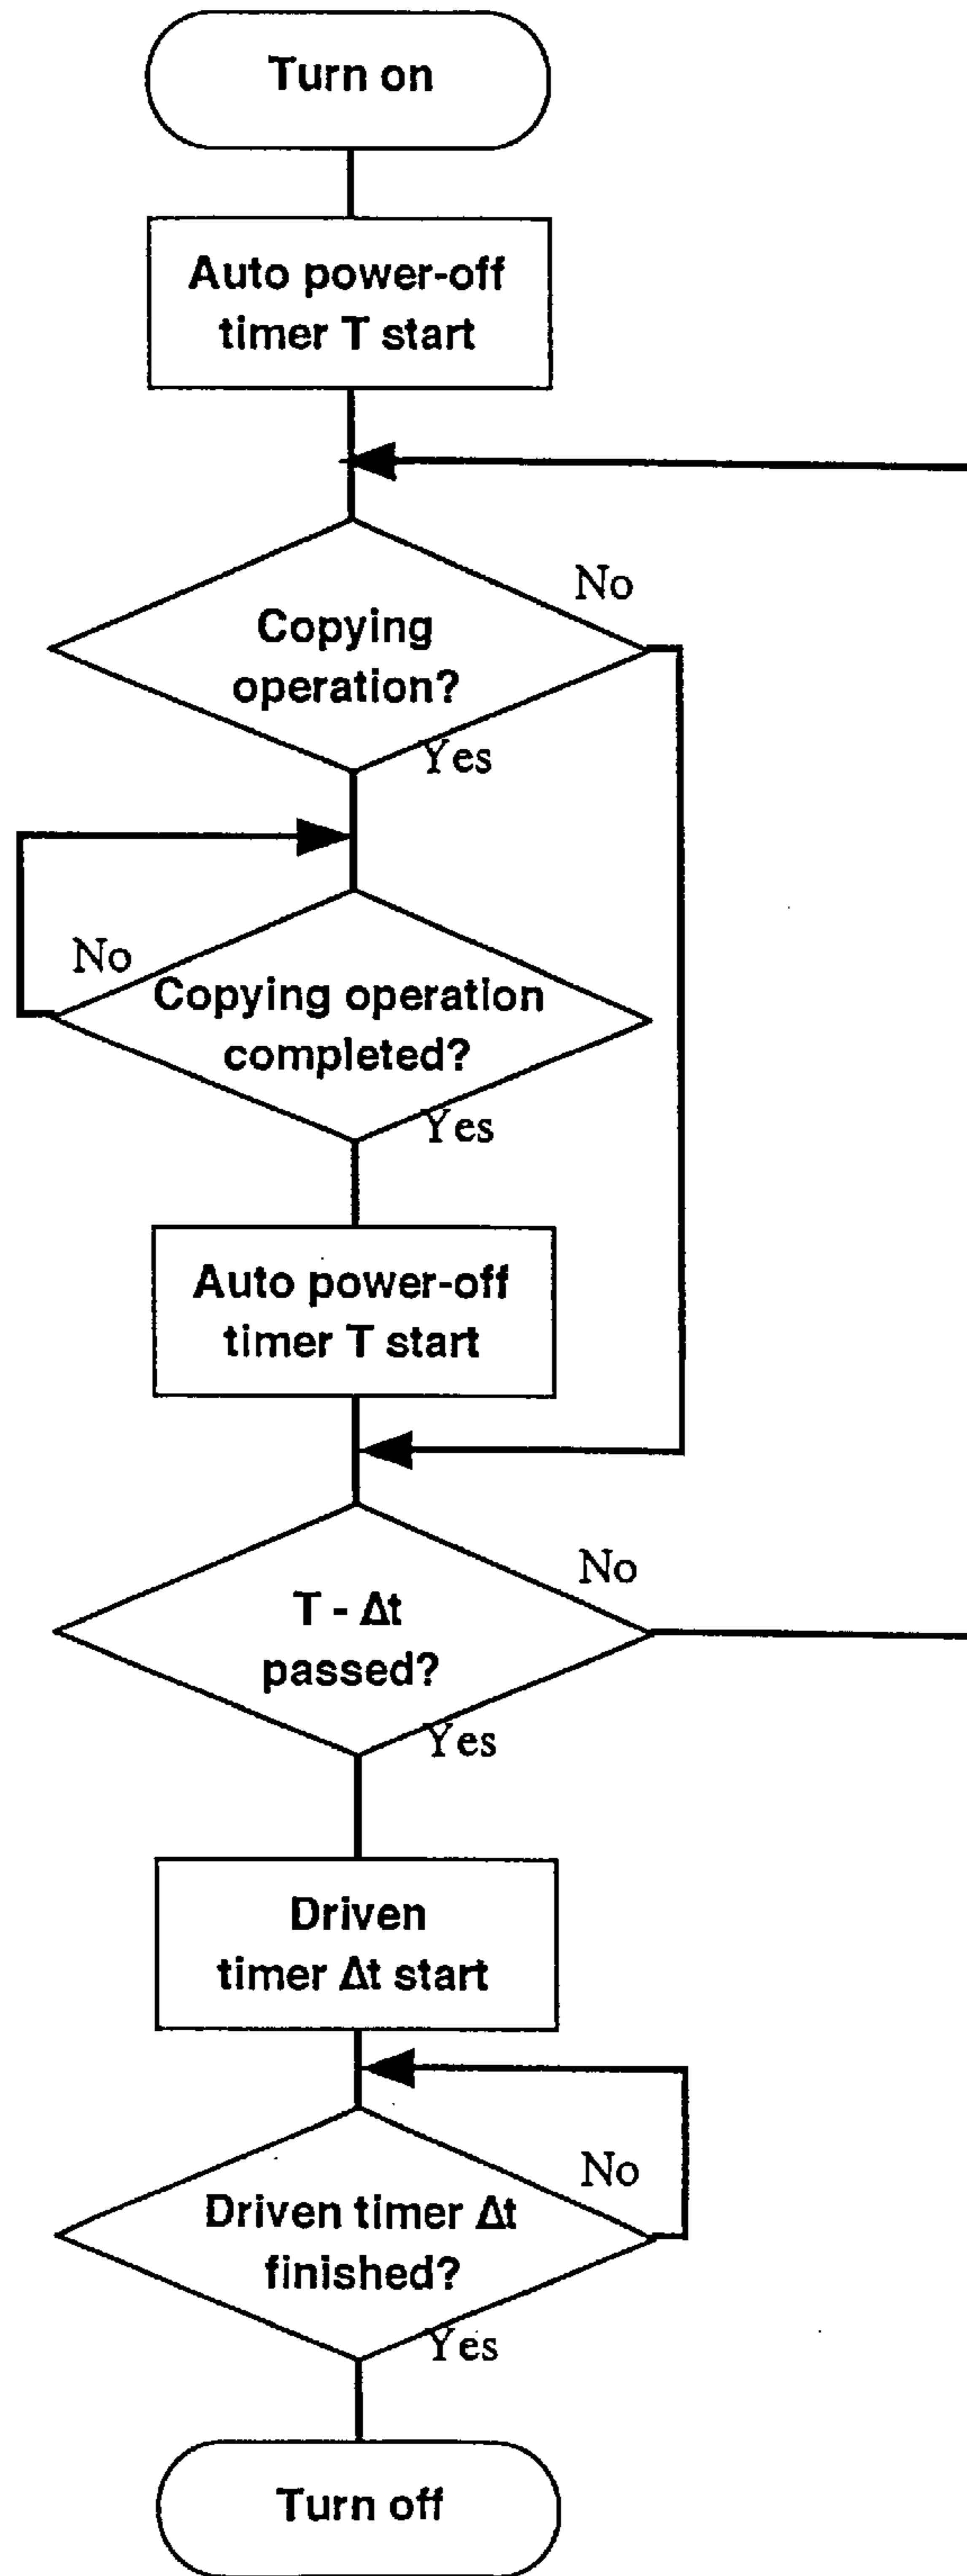 Turn on
Auto power-off
timer T start
No
Copying
operation?
Yes
No
Copying operation
completed?
Yes
Auto power-off
timer T start
No
T - Δt
passed?
Yes
Driven
timer Δt start
No
Driven timer Δt
finished?
Yes
Turn off